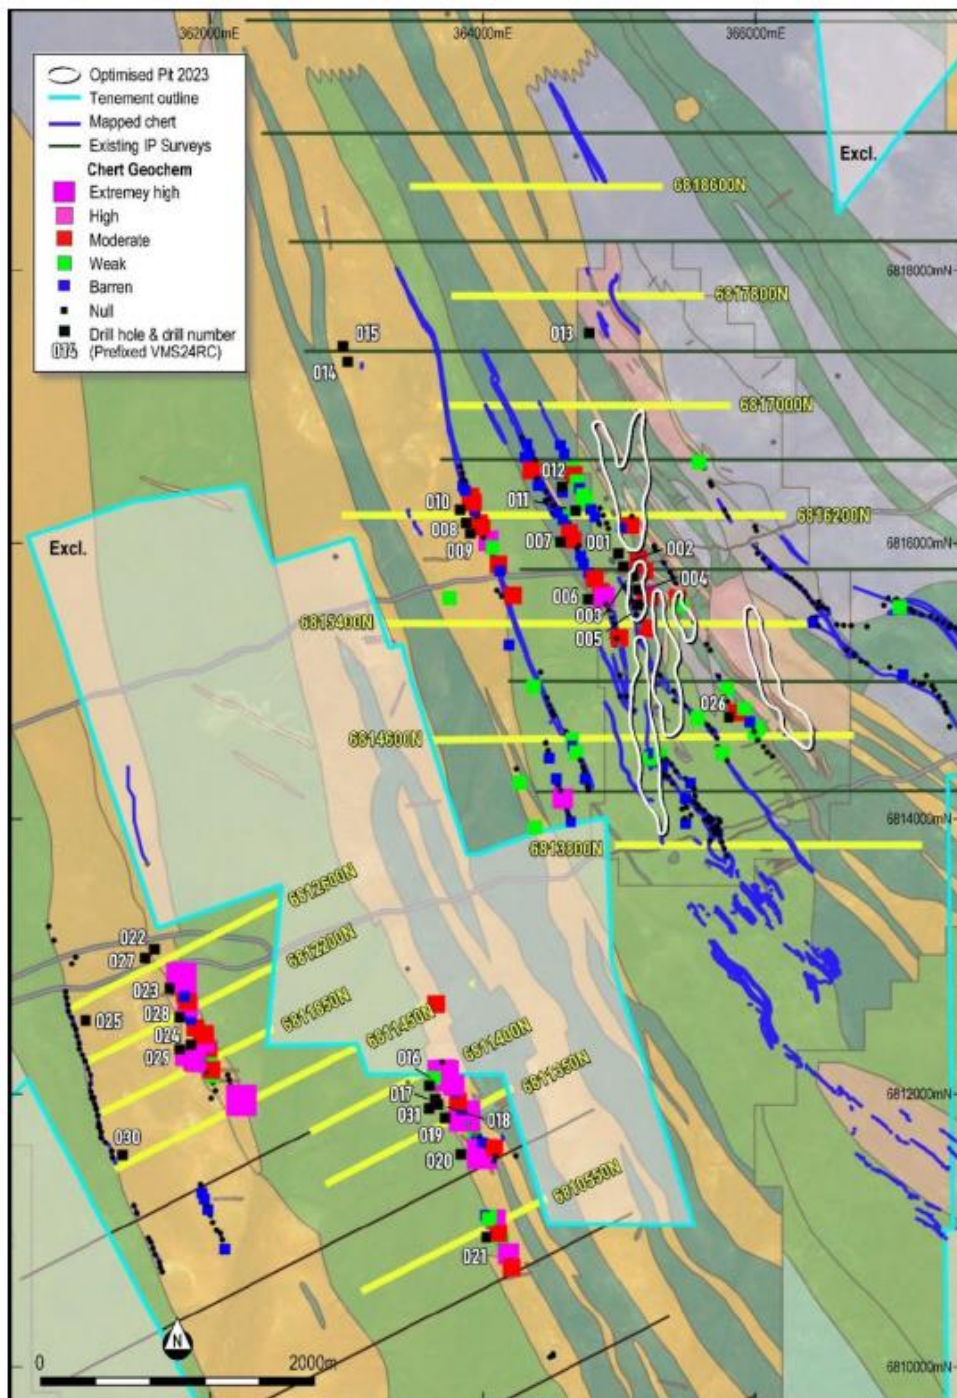 362000mE
364000mE
366000mE
Optimised Pit 2023
Tenement outline
Mapped chert
Existing IP Surveys
Chert Geochem
Extremey high
High
Moderate
Weak
Barren
Null
Drill hole & drill number
014 (Prefixed VMS24RC)
Excl.
6818600N
6818000mN
6817800N
013
015
014
6817000N
012
011
010
6816200N
008
007
001
002
6816000mN
009
004
006
003
6815400N
005
026
6814600N
6814000mN
6813800N
Excl.
6812600N
022
027
6812200N
023
028
025
6811850N
024
029
6811450N
6811400N
016
6811350N
017
031
018
6812000mN
019
020
030
6810550N
021
N
0
2000m
6810000mN